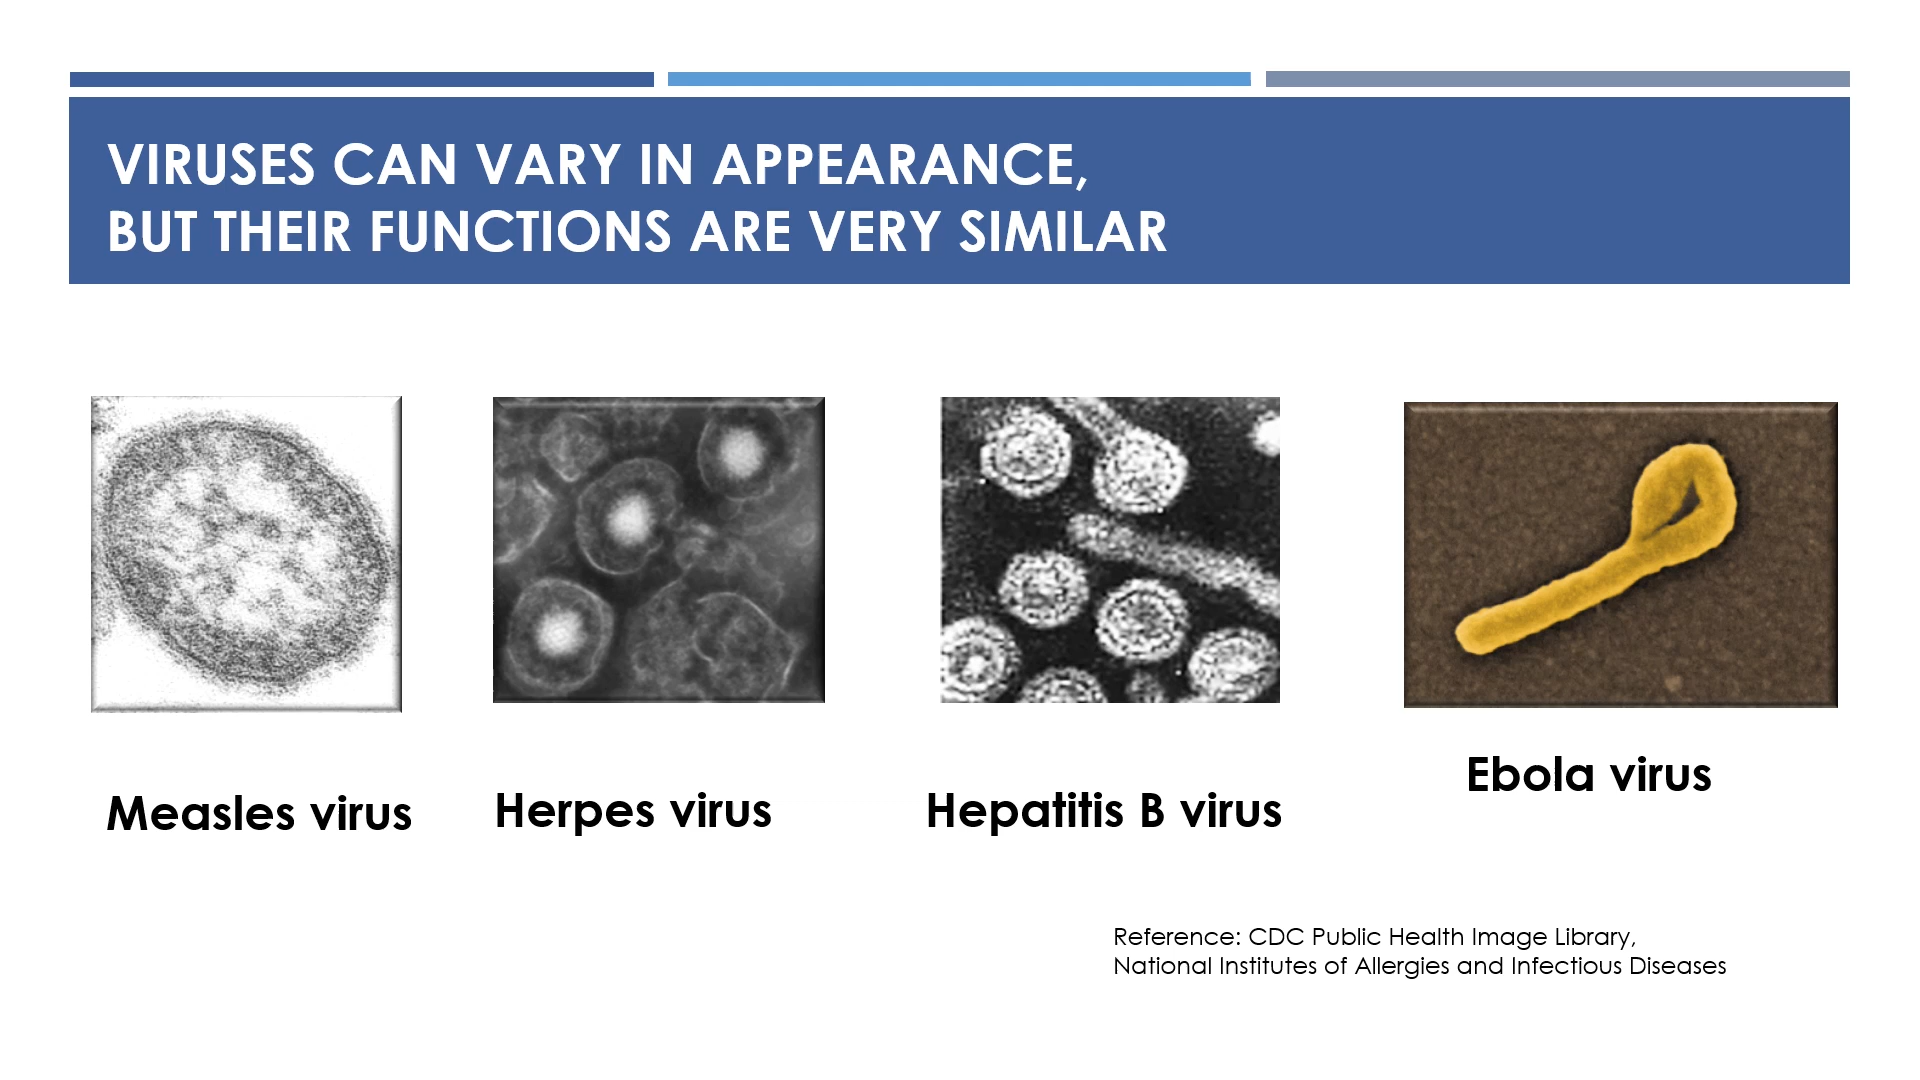 VIRUSES CAN VARY IN APPEARANCE,
BUT THEIR FUNCTIONS ARE VERY SIMILAR
Measles virus
Herpes virus
Hepatitis B virus
Ebola virus
Reference: CDC Public Health Image Library,
National Institutes of Allergies and Infectious Diseases